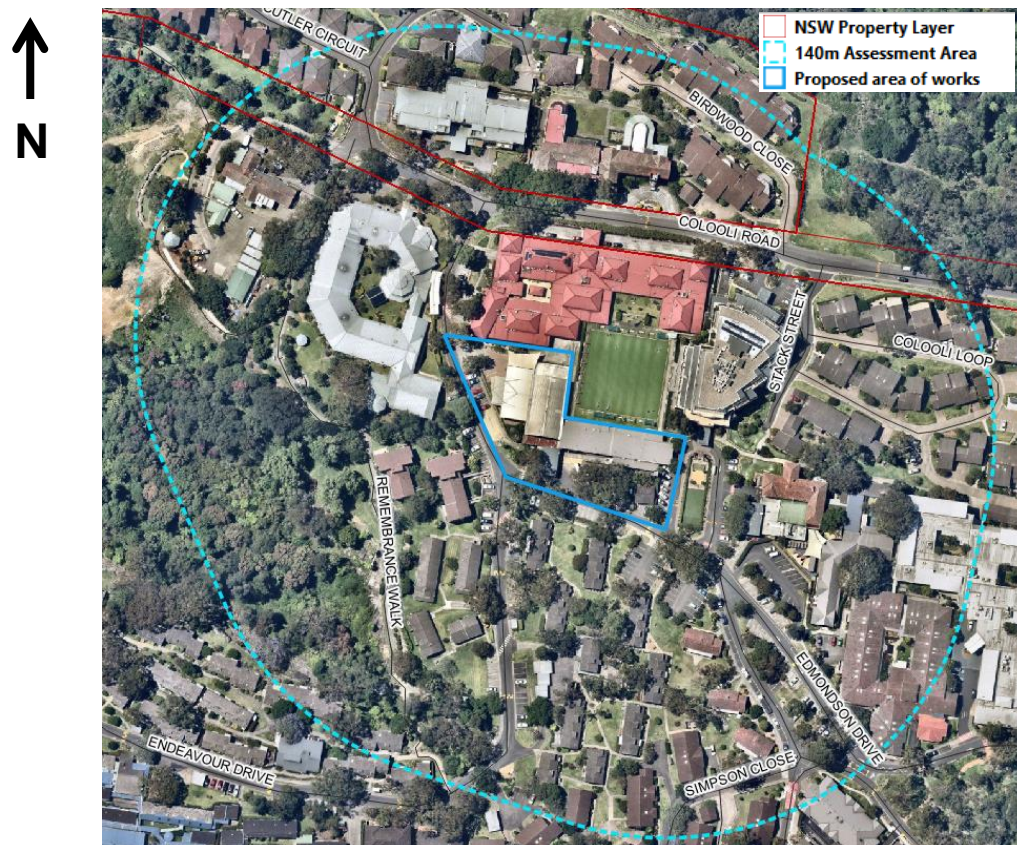 NSW Property Layer
140m Assessment Area
Proposed area of works
N
CUTLER CIRCUIT
BIRDWOOD CLOSE
COLOOLI ROAD
STACK STREET
COLOOLI LOOP
REMEMBRANCE WALK
EDMONDSON DRIVE
ENDEAVOUR DRIVE
SIMPSON CLOSE